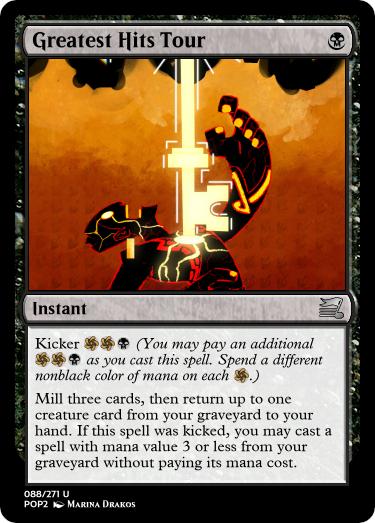 Greatest Hits Tour
Instant
Kicker (You may pay an additional
as you cast this spell. Spend a different
nonblack color of mana on each .)
Mill three cards, then return up to one
creature card from your graveyard to your
hand. If this spell was kicked, you may cast a
spell with mana value 3 or less from your
graveyard without paying its mana cost.
088/271 U
POP2 Marina Drakos